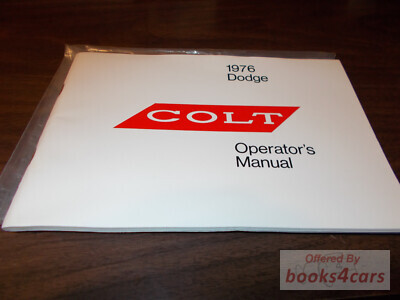 1976
Dodge
COLT
Operator's
Manual
Offered By
books4cars